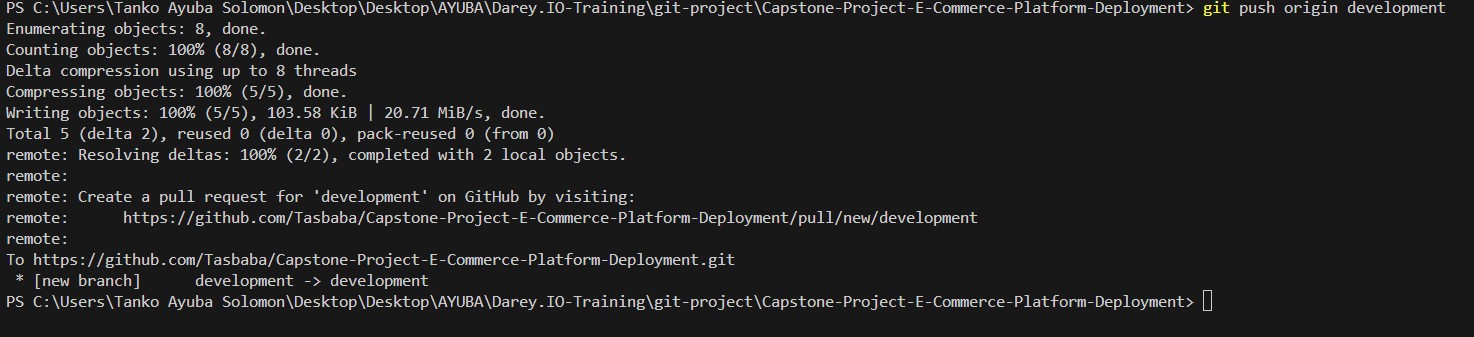 PS C:\Users\Tanko Ayuba Solomon\Desktop\Desktop\AYUBA\Darey.IO-Training\git-project\Capstone-Project-E-Commerce-Platform-Deployment> git push origin development
Enumerating objects: 8, done.
Counting objects: 100% (8/8), done.
Delta compression using up to 8 threads
Compressing objects: 100% (5/5), done.
Writing objects: 100% (5/5), 103.58 KiB | 20.71 MiB/s, done.
Total 5 (delta 2), reused 0 (delta 0), pack-reused 0 (from 0)
remote: Resolving deltas: 100% (2/2), completed with 2 local objects.
remote:
remote: Create a pull request for 'development' on GitHub by visiting:
remote:      https://github.com/Tasbaba/Capstone-Project-E-Commerce-Platform-Deployment/pull/new/development
remote:
To https://github.com/Tasbaba/Capstone-Project-E-Commerce-Platform-Deployment.git
 * [new branch]      development -> development
PS C:\Users\Tanko Ayuba Solomon\Desktop\Desktop\AYUBA\Darey.IO-Training\git-project\Capstone-Project-E-Commerce-Platform-Deployment>